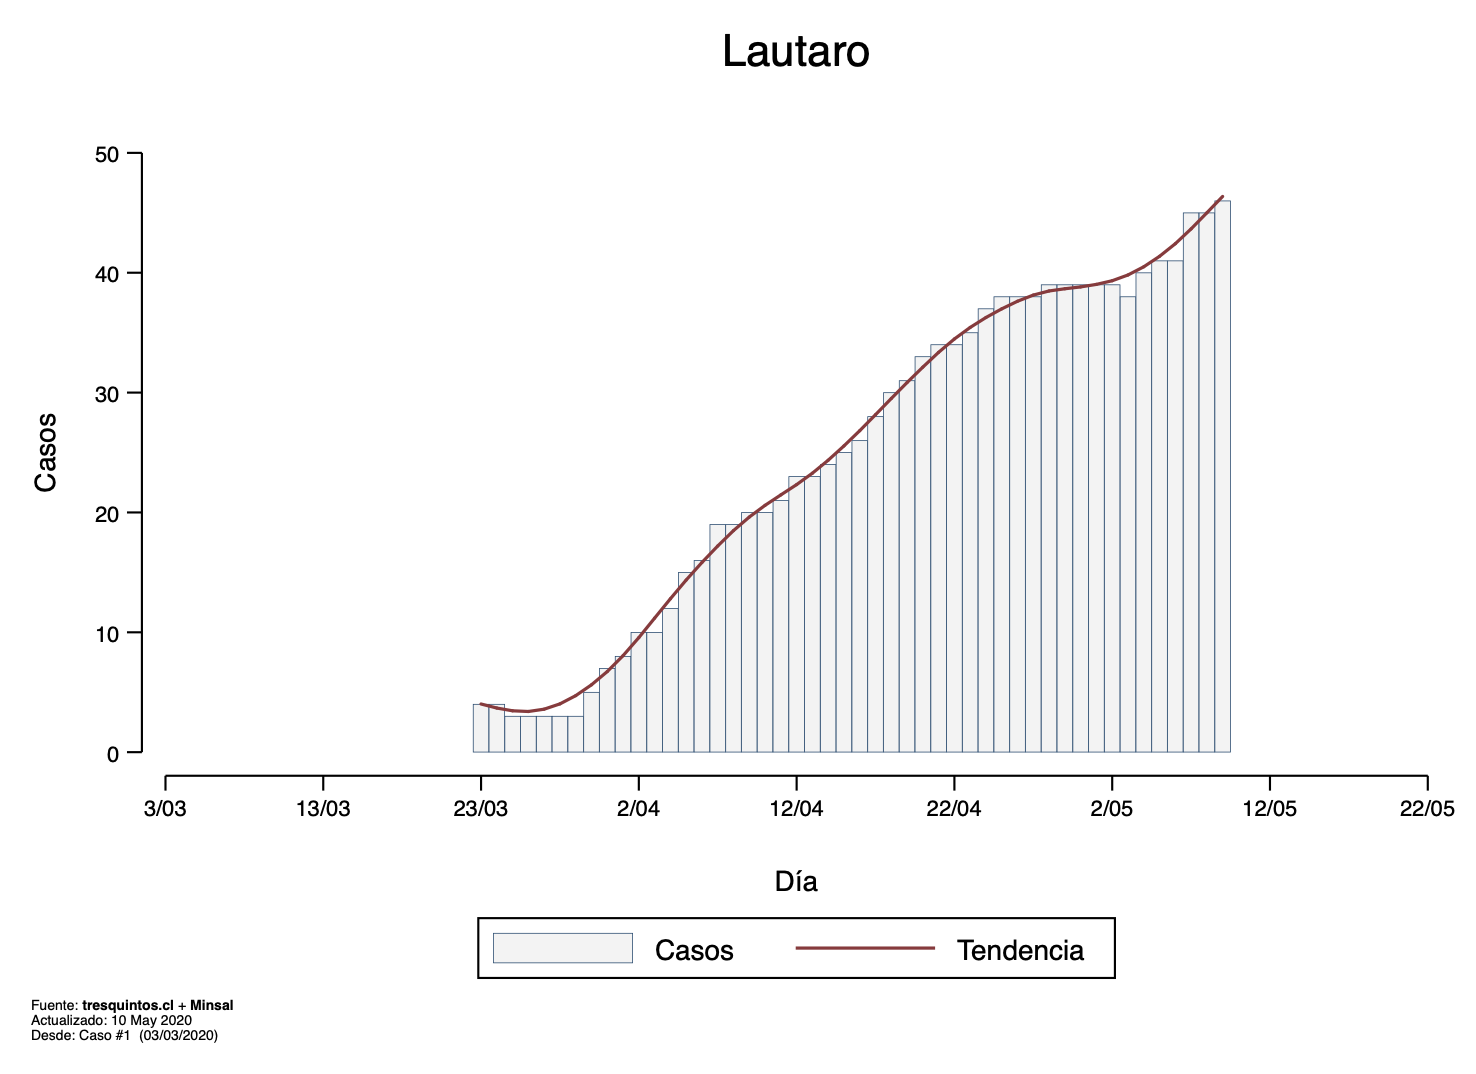 Lautaro
50
40
30
20
10
0
Casos
3/03 13/03 23/03 2/04 12/04 22/04 2/05 12/05 22/05
Día
Casos Tendencia
Fuente: tresquintos.cl + Minsal
Actualizado: 10 May 2020
Desde: Caso #1 (03/03/2020)